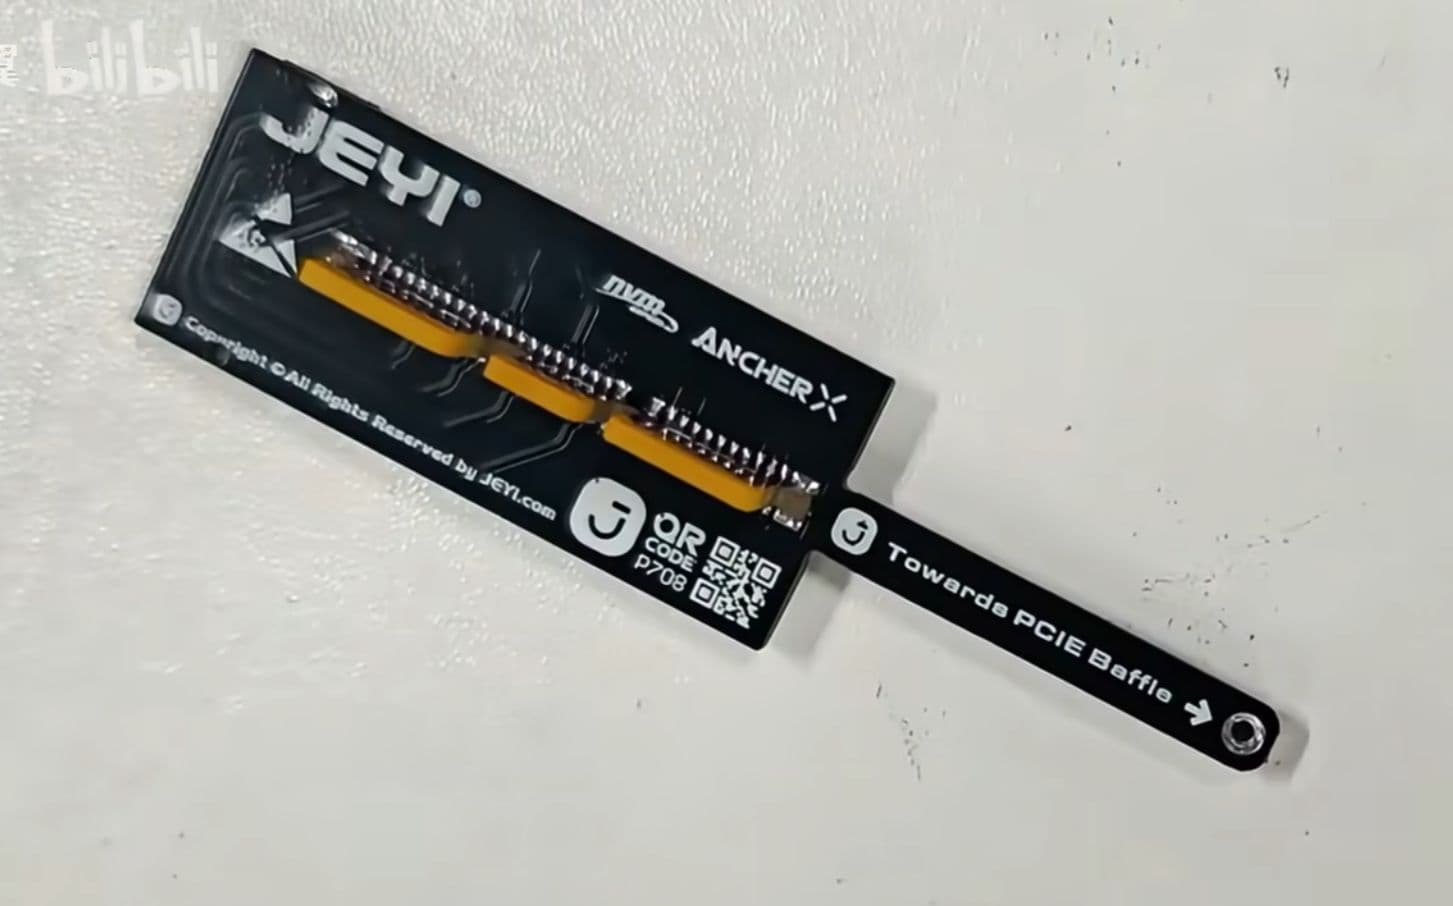 bilibili
JEYI®
nvm
ANCHER X
Copyright ©All Rights Reserved by JEYI.com
QR
CODE
P708
Towards PCIE Baffle →